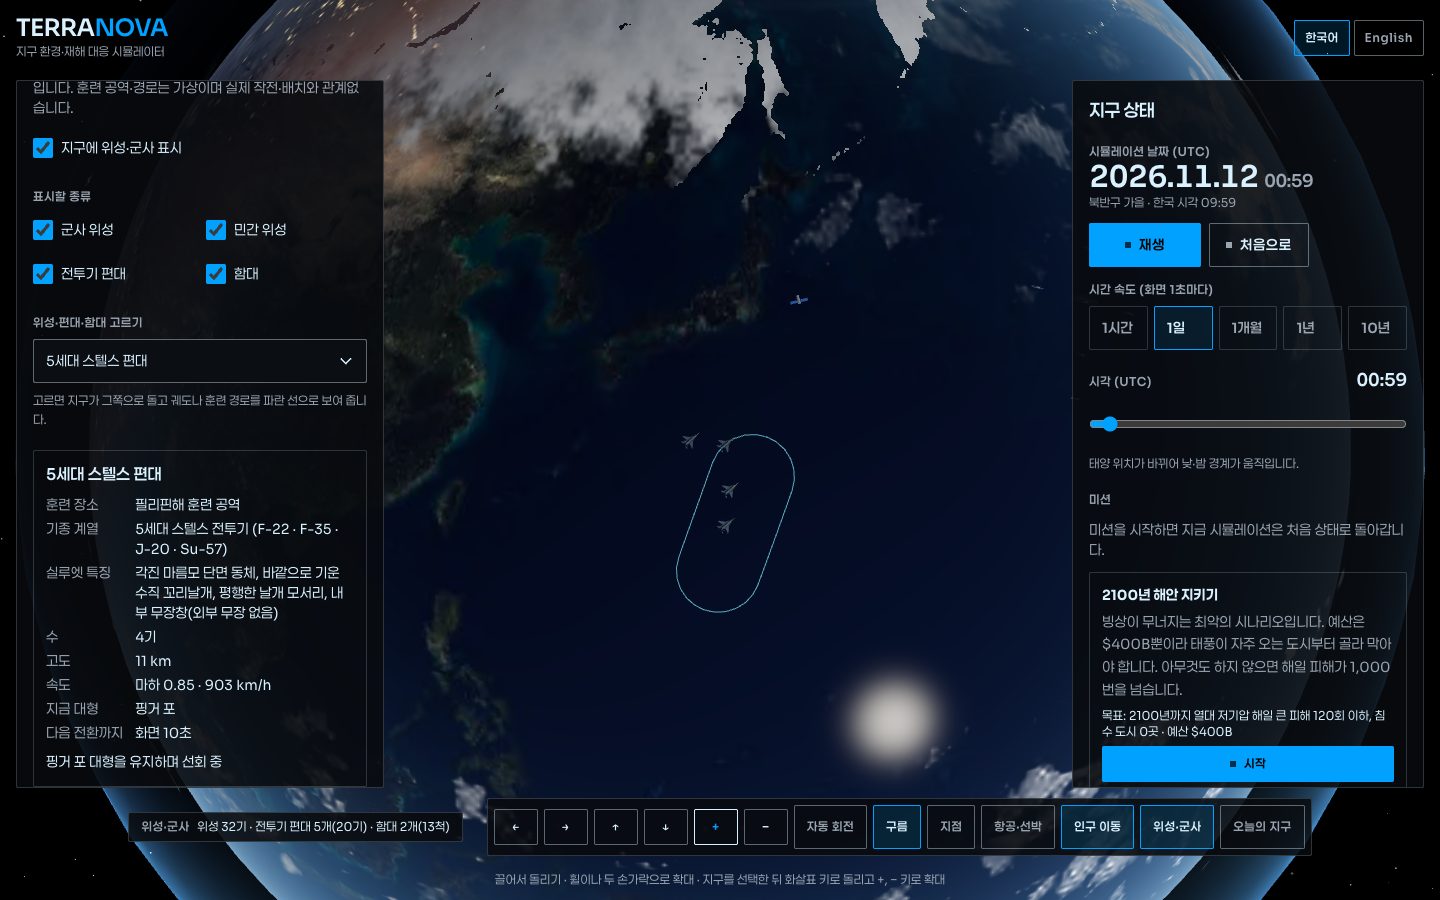 TERRANOVA
지구 환경·재해 대응 시뮬레이터
한국어
English
입니다. 훈련 공역·경로는 가상이며 실제 작전·배치와 관계없
습니다.
지구에 위성·군사 표시
표시할 종류
군사 위성
민간 위성
전투기 편대
함대
위성·편대·함대 고르기
5세대 스텔스 편대
고르면 지구가 그쪽으로 돌고 궤도나 훈련 경로를 파란 선으로 보여 줍니
다.
5세대 스텔스 편대
훈련 장소 필리핀해 훈련 공역
기종 계열 5세대 스텔스 전투기 (F-22 · F-35 ·
J-20 · Su-57)
실루엣 특징 각진 마름모 단면 동체, 바깥으로 기운
수직 꼬리날개, 평행한 날개 모서리, 내
부 무장창(외부 무장 없음)
수 4기
고도 11 km
속도 마하 0.85 · 903 km/h
지금 대형 핑거 포
다음 전환까지 화면 10초
핑거 포 대형을 유지하며 선회 중
지구 상태
시뮬레이션 날짜 (UTC)
2026.11.12 00:59
북반구 가을 · 한국 시각 09:59
재생
처음으로
시간 속도 (화면 1초마다)
1시간
1일
1개월
1년
10년
시각 (UTC) 00:59
태양 위치가 바뀌어 낮·밤 경계가 움직입니다.
미션
미션을 시작하면 지금 시뮬레이션은 처음 상태로 돌아갑니
다.
2100년 해안 지키기
빙상이 무너지는 최악의 시나리오입니다. 예산은
$400B뿐이라 태풍이 자주 오는 도시부터 골라 막아
야 합니다. 아무것도 하지 않으면 해일 피해가 1,000
번을 넘습니다.
목표: 2100년까지 열대 저기압 해일 큰 피해 120회 이하, 침
수 도시 0곳 · 예산 $400B
시작
위성·군사 위성 32기 · 전투기 편대 5개(20기) · 함대 2개(13척)
←
→
↑
↓
+
−
자동 회전
구름
지점
항공·선박
인구 이동
위성·군사
오늘의 지구
끌어서 돌리기 · 휠이나 두 손가락으로 확대 · 지구를 선택한 뒤 화살표 키로 돌리고 +, − 키로 확대